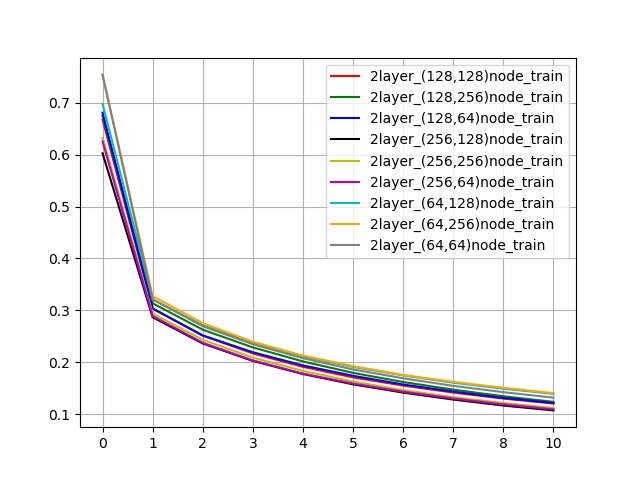 0.7
0.6
0.5
0.4
0.3
0.2
0.1
0 1 2 3 4 5 6 7 8 10
2layer_(128,128)node_train
2layer_(128,256)node_train
2layer_(128,64)node_train
2layer_(256,128)node_train
2layer_(256,256)node_train
2layer_(256,64)node_train
2layer_(64,128)node_train
2layer_(64,256)node_train
2layer_(64,64)node_train